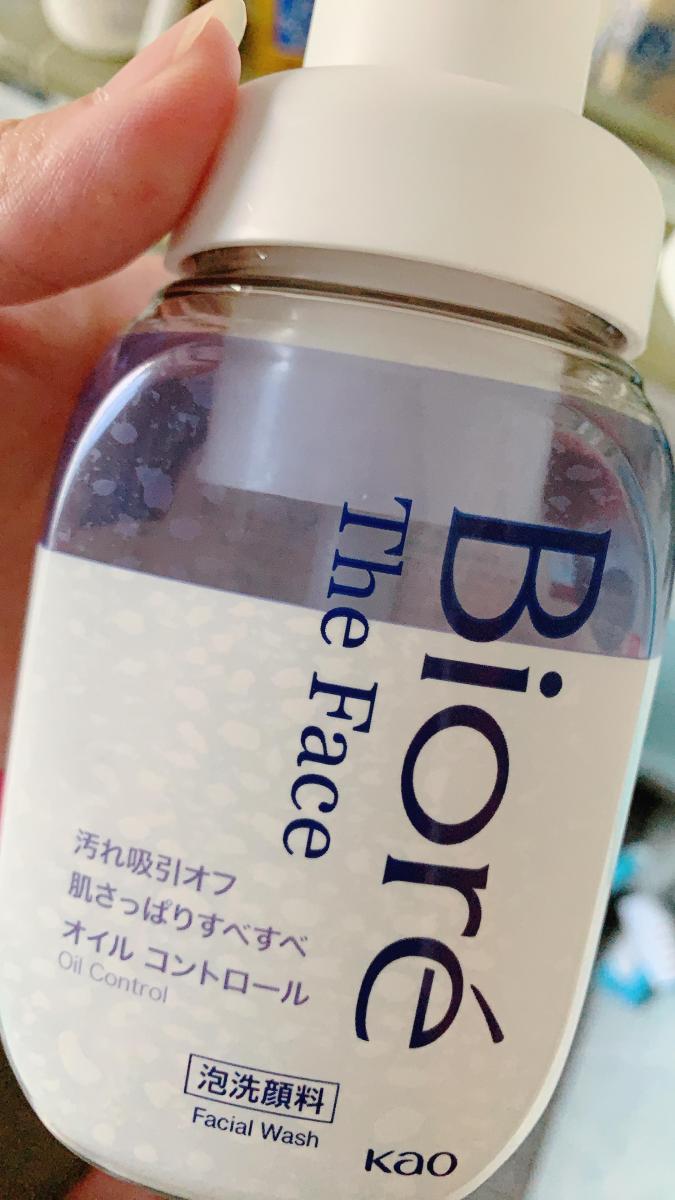 Bioré
The Face
汚れ吸引オフ
肌さっぱりすべすべ
オイル コントロール
Oil Control
泡洗顔料
Facial Wash
Kao